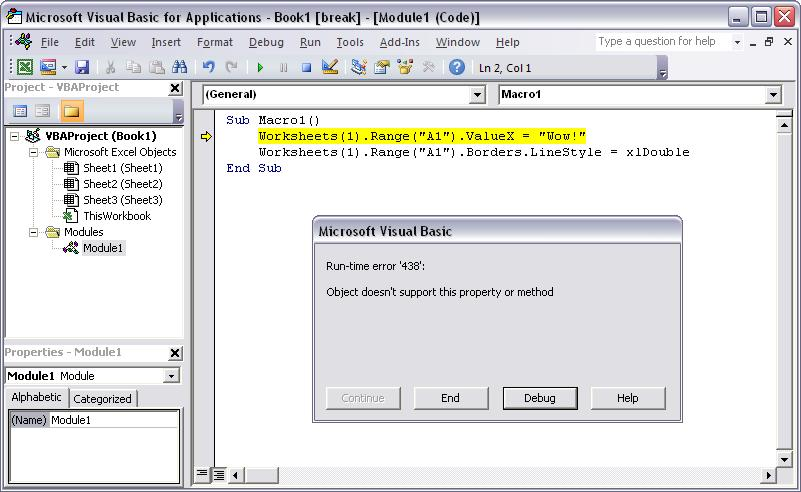 Microsoft Visual Basic for Applications - Book1 [break] - [Module1 (Code)]
File Edit View Insert Format Debug Run Tools Add-Ins Window Help
Type a question for help
Ln 2, Col 1
Project - VBAProject
VBAProject (Book1)
Microsoft Excel Objects
Sheet1 (Sheet1)
Sheet2 (Sheet2)
Sheet3 (Sheet3)
ThisWorkbook
Modules
Module1
Properties - Module1
Module1 Module
Alphabetic Categorized
(Name) Module1
(General) Macro1
Sub Macro1()
Worksheets(1).Range("A1").ValueX = "Wow!"
Worksheets(1).Range("A1").Borders.LineStyle = xlDouble
End Sub
Microsoft Visual Basic
Run-time error '438':
Object doesn't support this property or method
Continue End Debug Help